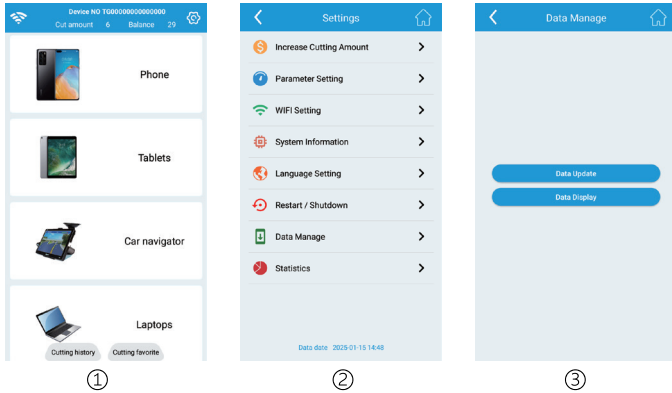 Device NO TG00000000000000
Cut amount 6 Balance 29
Phone
Tablets
Car navigator
Laptops
Cutting history Cutting favorite
①
Settings
Increase Cutting Amount
Parameter Setting
WIFI Setting
System Information
Language Setting
Restart / Shutdown
Data Manage
Statistics
Data date 2025-01-13 14:48
②
Data Manage
Data Update
Data Display
③